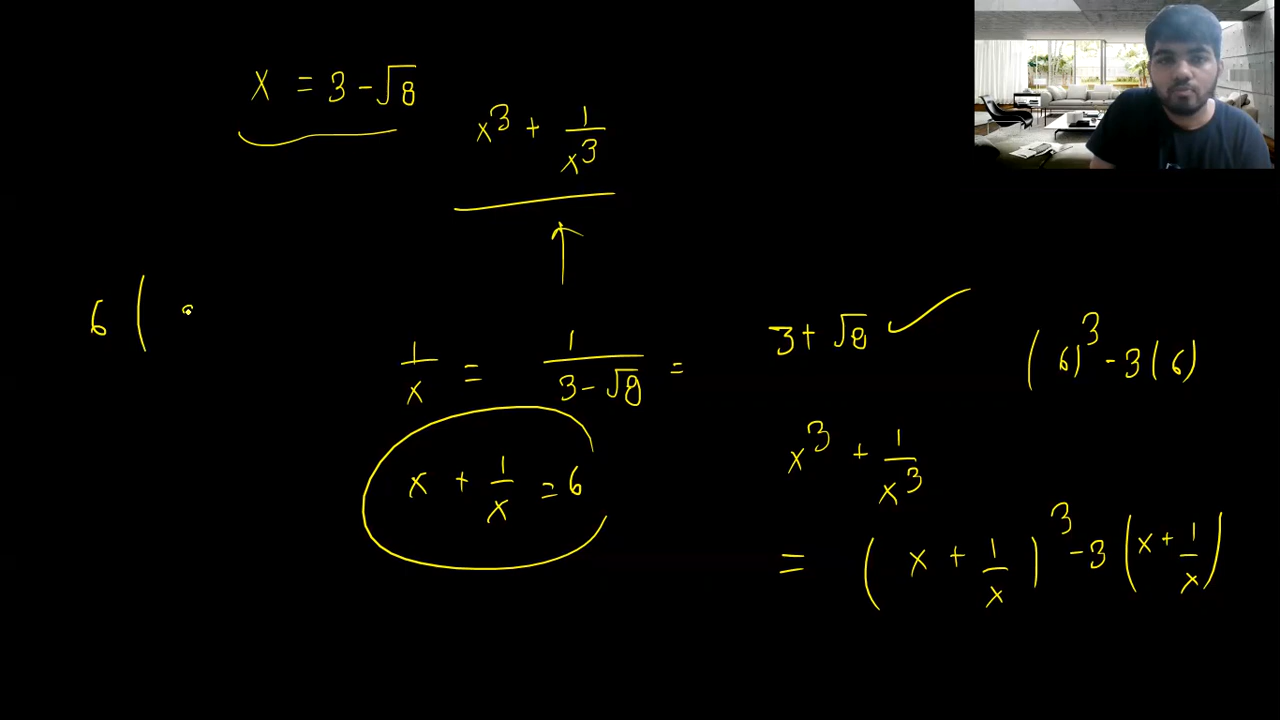 x = 3 - √8
x³ + 1/x³
6 (
1/x = 1/(3 - √8) = 3 + √8 ✓
(6)³ - 3(6)
x + 1/x = 6
x³ + 1/x³
= (x + 1/x)³ - 3(x + 1/x)